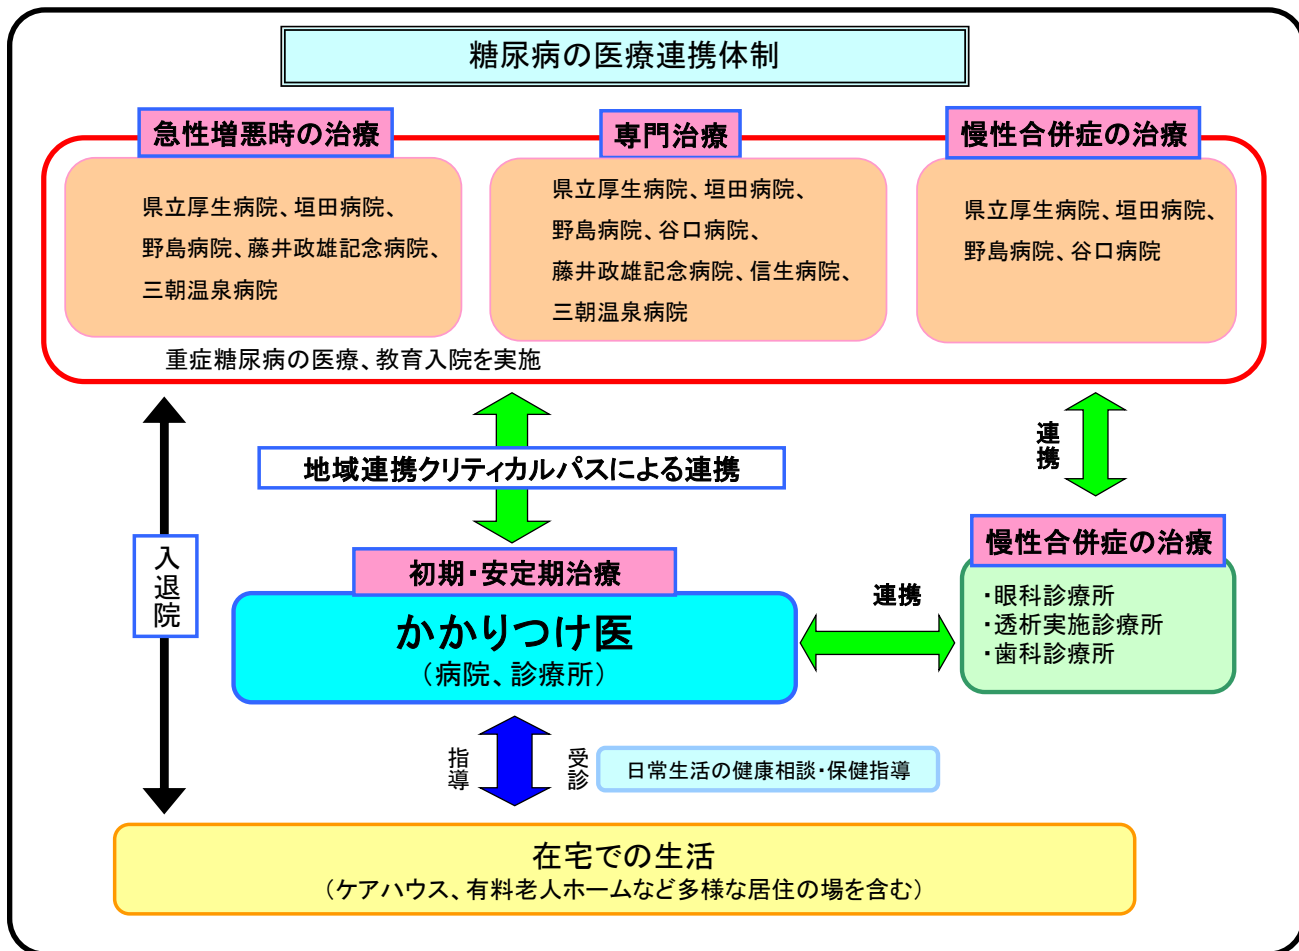 糖尿病の医療連携体制
急性増悪時の治療
県立厚生病院、垣田病院、
野島病院、藤井政雄記念病院、
三朝温泉病院
専門治療
県立厚生病院、垣田病院、
野島病院、谷口病院、
藤井政雄記念病院、信生病院、
三朝温泉病院
慢性合併症の治療
県立厚生病院、垣田病院、
野島病院、谷口病院
重症糖尿病の医療、教育入院を実施
地域連携クリティカルパスによる連携
連携
入退院
初期・安定期治療
かかりつけ医
（病院、診療所）
連携
慢性合併症の治療
・眼科診療所
・透析実施診療所
・歯科診療所
指導
受診
日常生活の健康相談・保健指導
在宅での生活
（ケアハウス、有料老人ホームなど多様な居住の場を含む）